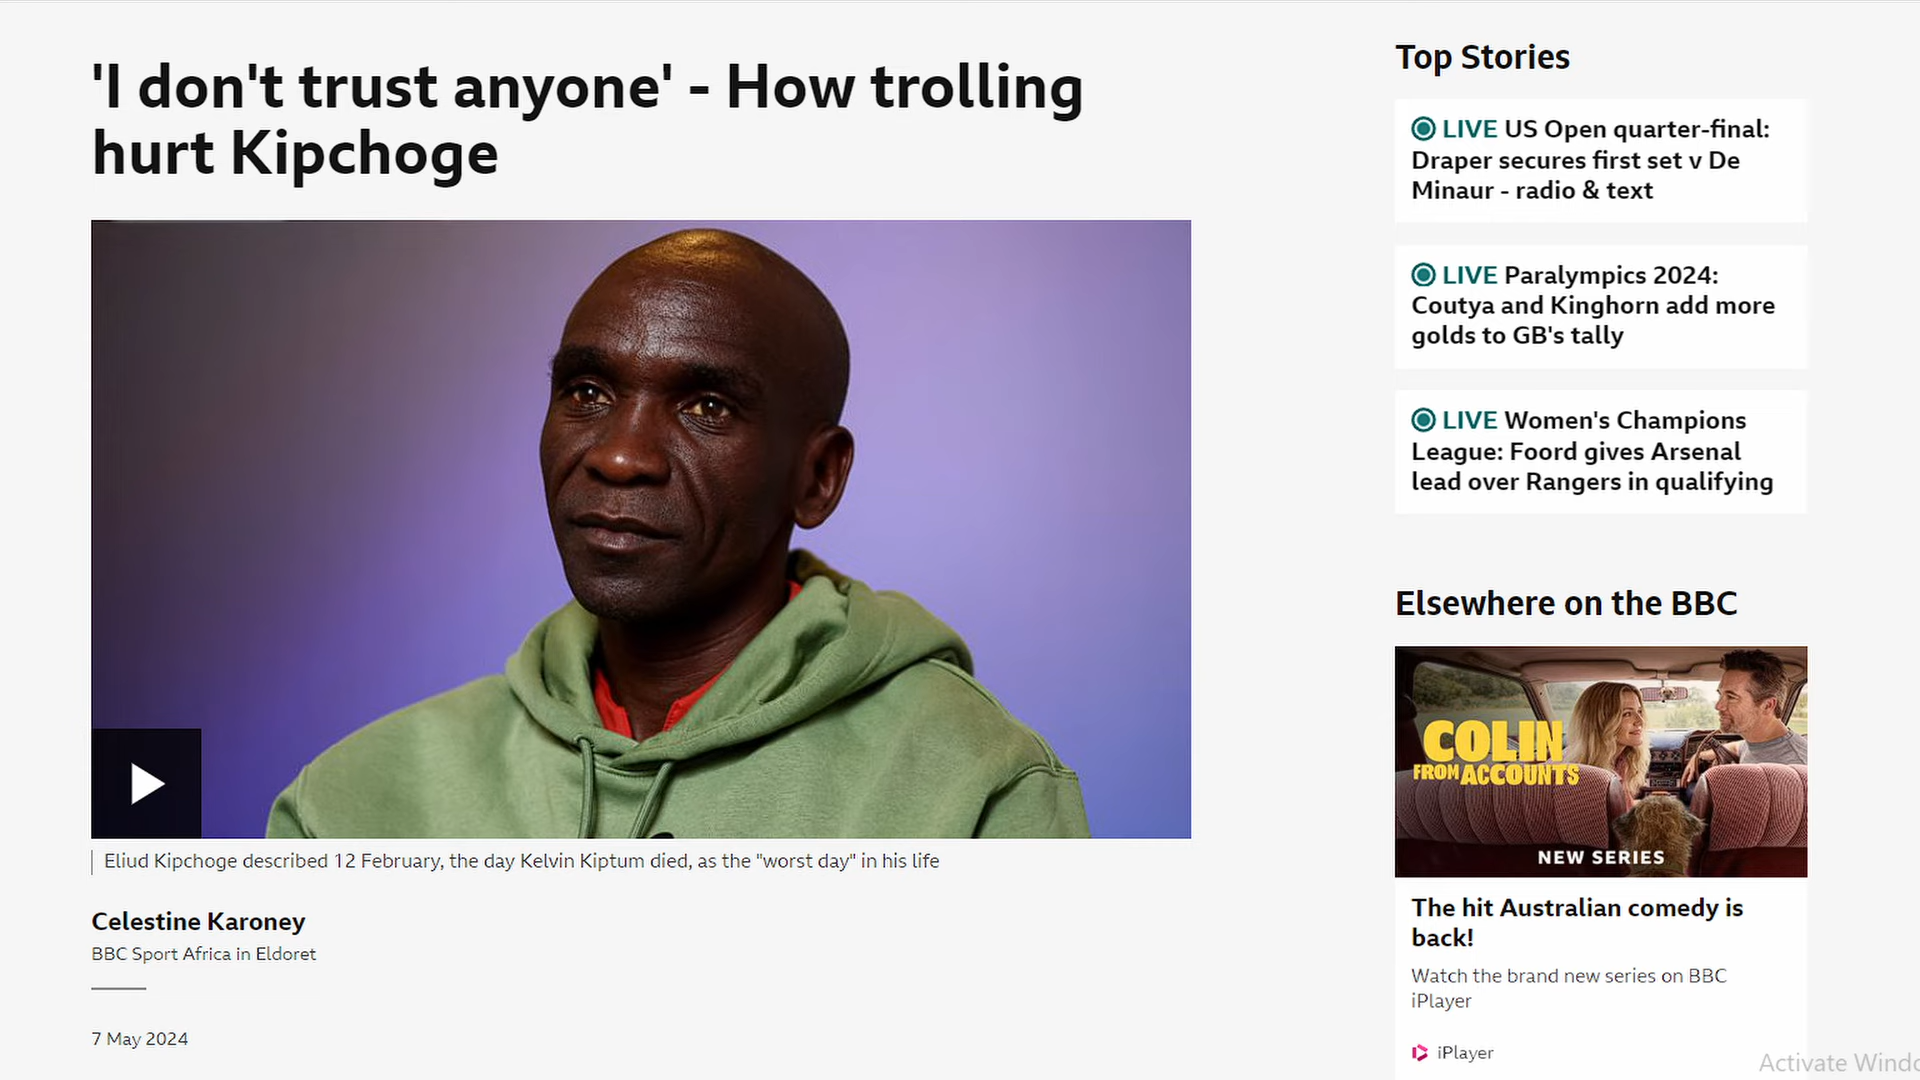 'I don't trust anyone' - How trolling
hurt Kipchoge
Eliud Kipchoge described 12 February, the day Kelvin Kiptum died, as the "worst day" in his life
Celestine Karoney
BBC Sport Africa in Eldoret
7 May 2024
Top Stories
LIVE US Open quarter-final:
Draper secures first set v De
Minaur - radio & text
LIVE Paralympics 2024:
Coutya and Kinghorn add more
golds to GB's tally
LIVE Women's Champions
League: Foord gives Arsenal
lead over Rangers in qualifying
Elsewhere on the BBC
COLIN
FROM ACCOUNTS
NEW SERIES
The hit Australian comedy is
back!
Watch the brand new series on BBC
iPlayer
iPlayer
Activate Windo